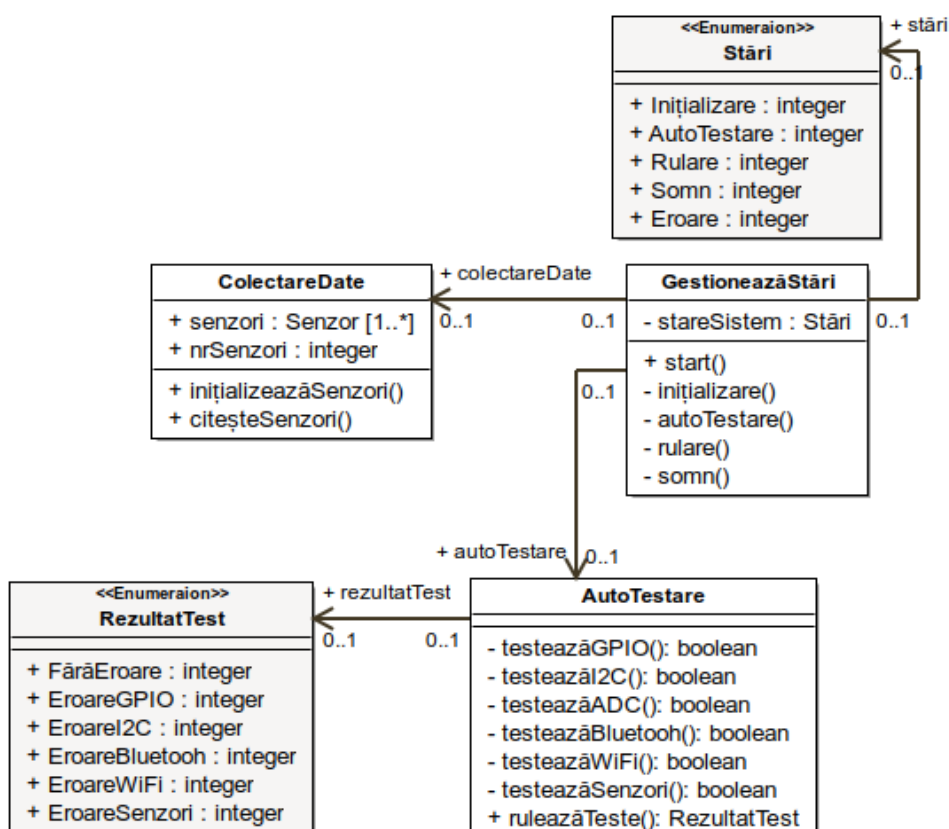 <<Enumeraion>>
Stări
+ stări
0..1
+ Inițializare : integer
+ AutoTestare : integer
+ Rulare : integer
+ Somn : integer
+ Eroare : integer
ColectareDate
+ senzori : Senzor [1..*]
+ nrSenzori : integer
+ inițializeazăSenzori()
+ citeșteSenzori()
+ colectareDate
0..1
0..1
GestioneazăStări
- stareSistem : Stări
+ start()
- inițializare()
- autoTestare()
- rulare()
- somn()
0..1
0..1
+ autoTestare
0..1
<<Enumeraion>>
RezultatTest
+ FărăEroare : integer
+ EroareGPIO : integer
+ EroareI2C : integer
+ EroareBluetooh : integer
+ EroareWiFi : integer
+ EroareSenzori : integer
+ rezultatTest
0..1
0..1
AutoTestare
- testeazăGPIO(): boolean
- testeazăI2C(): boolean
- testeazăADC(): boolean
- testeazăBluetooh(): boolean
- testeazăWiFi(): boolean
- testeazăSenzori(): boolean
+ ruleazăTeste(): RezultatTest